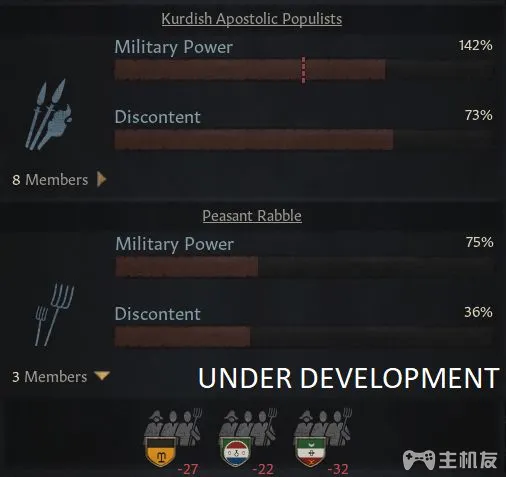 Kurdish Apostolic Populists
Military Power 142%
Discontent 73%
8 Members
Peasant Rabble
Military Power 75%
Discontent 36%
3 Members
UNDER DEVELOPMENT
-27 -22 -32
主机友